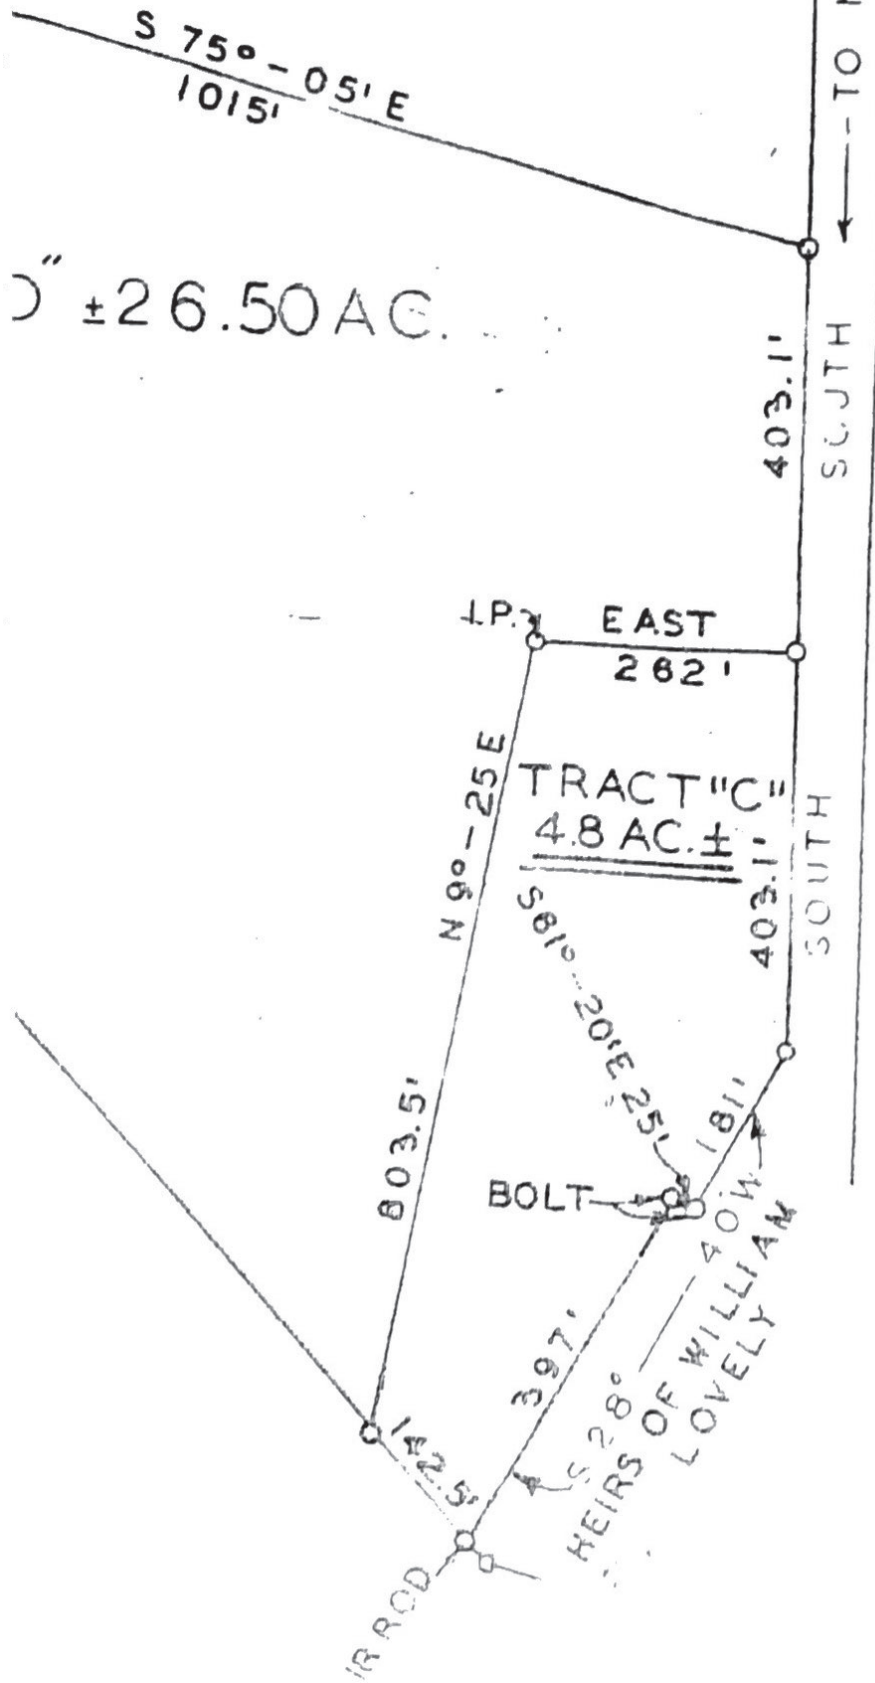 S 75° - 05' E
1015'
TO
" ±26.50 AC.
403.1'
SOUTH
I.P.
EAST
262'
N 9° - 25 E
TRACT "C"
4.8 AC. ±
403.1'
SOUTH
S 61° - 20' E 25'
803.5'
181'
BOLT
S 28° 40' W
397'
HEIRS OF WILLIAM
LOVELY
142.5'
IR ROD